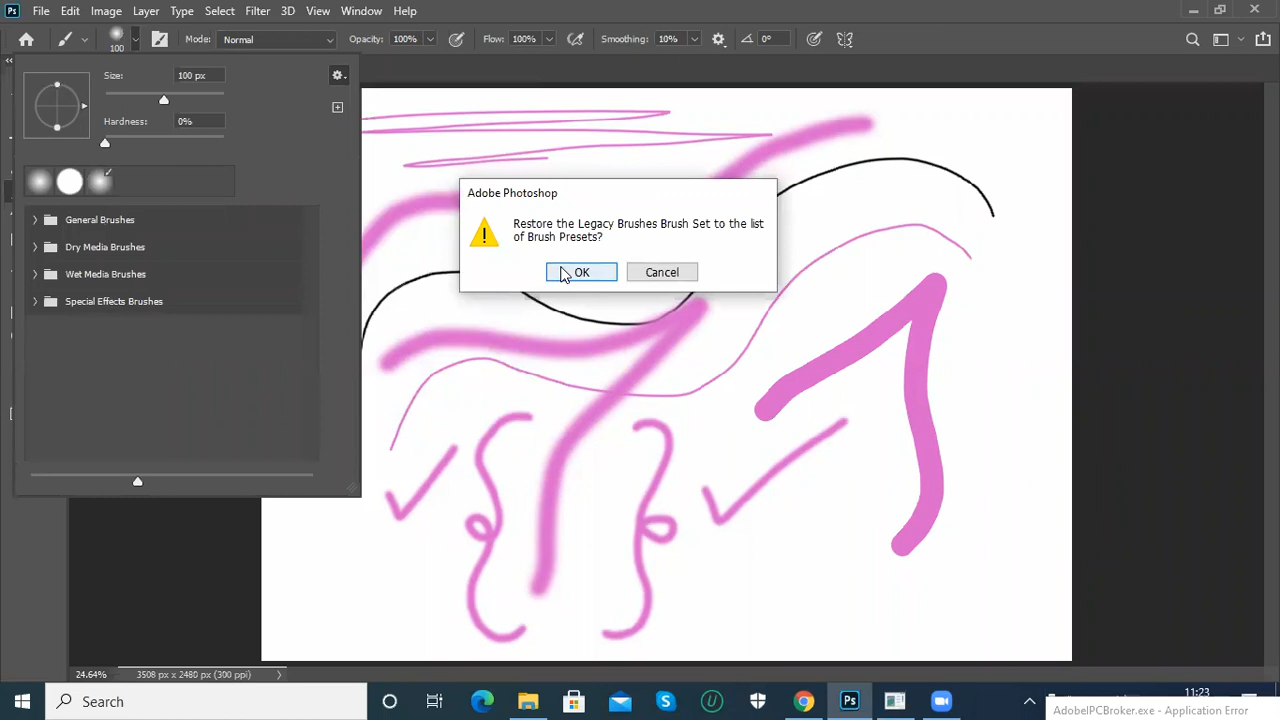 Ps File Edit Image Layer Type Select Filter 3D View Window Help
100 Mode: Normal Opacity: 100% Flow: 100% Smoothing: 10% 0°
Size: 100 px
Hardness: 0%
General Brushes
Dry Media Brushes
Wet Media Brushes
Special Effects Brushes
Adobe Photoshop
Restore the Legacy Brushes Brush Set to the list
of Brush Presets?
OK Cancel
24.64% 3508 px x 2480 px (300 ppi)
Search
Ps
11:23
AdobeIPCBroker.exe - Application Error